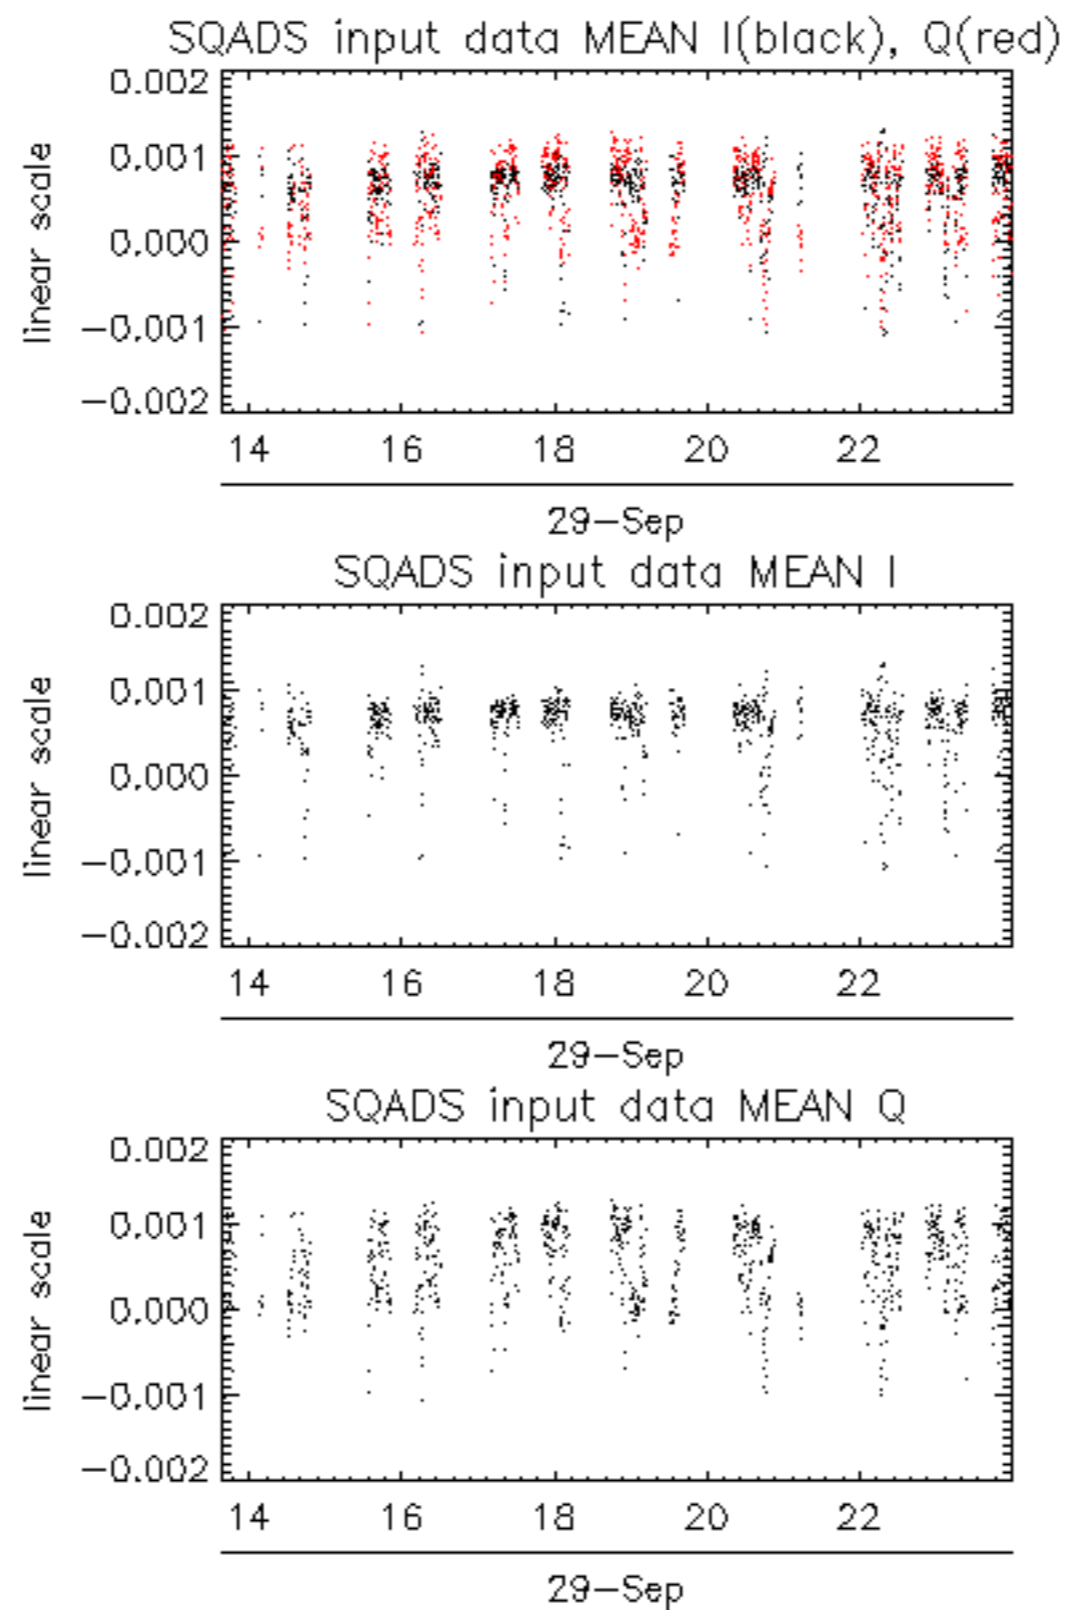 SQADS input data MEAN I(black), Q(red)
0.002
0.001
0.000
−0.001
−0.002
linear scale
14 16 18 20 22
29−Sep
SQADS input data MEAN I
0.002
0.001
0.000
−0.001
−0.002
linear scale
14 16 18 20 22
29−Sep
SQADS input data MEAN Q
0.002
0.001
0.000
−0.001
−0.002
linear scale
14 16 18 20 22
29−Sep